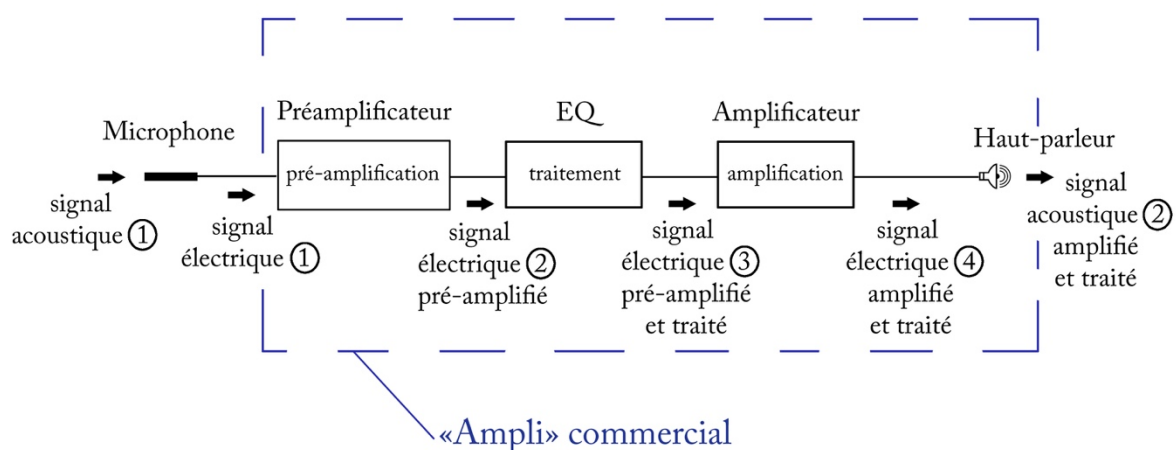 Microphone
Préamplificateur
EQ
Amplificateur
Haut-parleur
pré-amplification
traitement
amplification
signal
acoustique ①
signal
électrique ①
signal
électrique ②
pré-amplifié
signal
électrique ③
pré-amplifié
et traité
signal
électrique ④
amplifié
et traité
signal
acoustique ②
amplifié
et traité
«Ampli» commercial